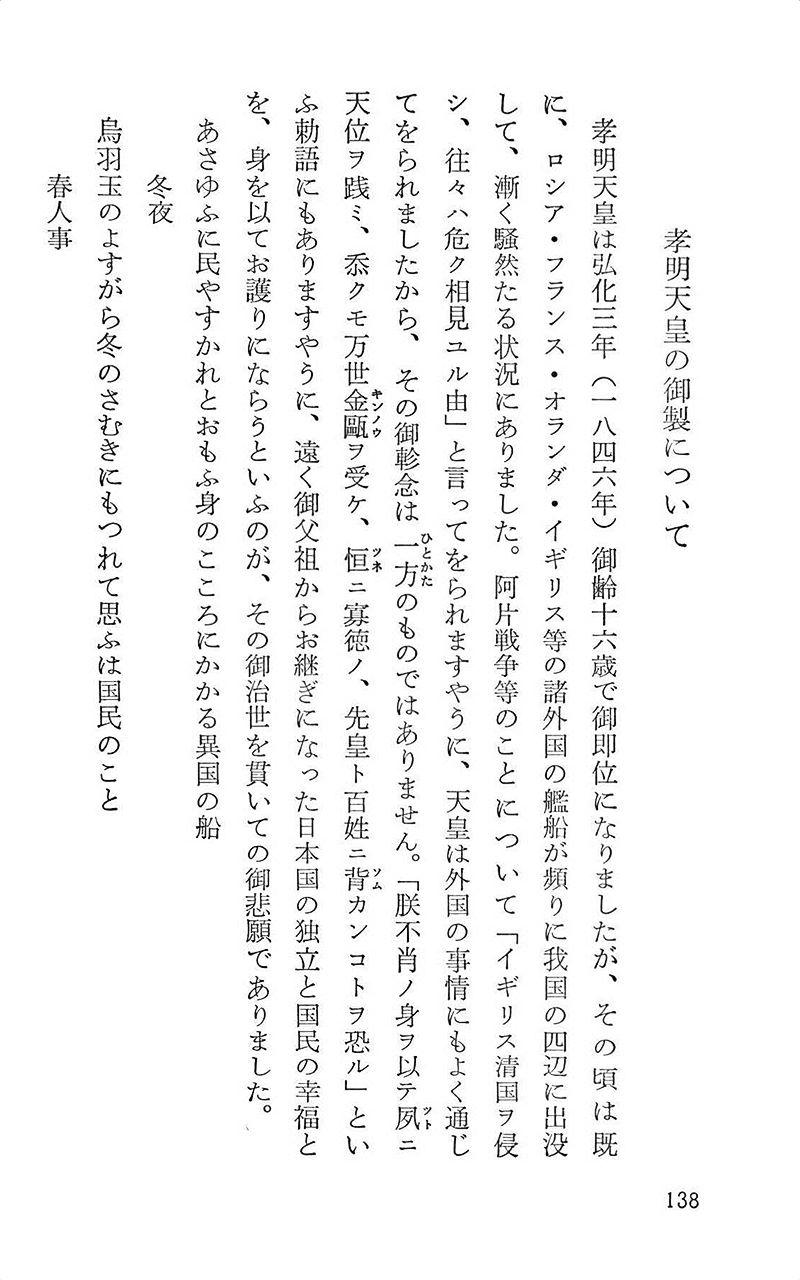 孝明天皇の御製について
孝明天皇は弘化三年（一八四六年）御齢十六歳で御即位になりましたが、その頃は既
に、ロシア・フランス・オランダ・イギリス等の諸外国の艦船が頻りに我国の四辺に出没
して、漸く騒然たる状況にありました。阿片戦争等のことについて「イギリス清国ヲ侵
シ、往々ハ危ク相見ユル由」と言ってをられますやうに、天皇は外国の事情にもよく通じ
てをられましたから、その御軫念は一方のものではありません。「朕不肖ノ身ヲ以テ夙ニ
天位ヲ践ミ、忝クモ万世金甌ヲ受ケ、恒ニ寡徳ノ、先皇ト百姓ニ背カンコトヲ恐ル」とい
ふ勅語にもありますやうに、遠く御父祖からお継ぎになった日本国の独立と国民の幸福と
を、身を以てお護りにならうといふのが、その御治世を貫いての御悲願でありました。
あさゆふに民やすかれとおもふ身のこころにかかる異国の船
冬夜
烏羽玉のよすがら冬のさむきにもつれて思ふは国民のこと
春人事
138